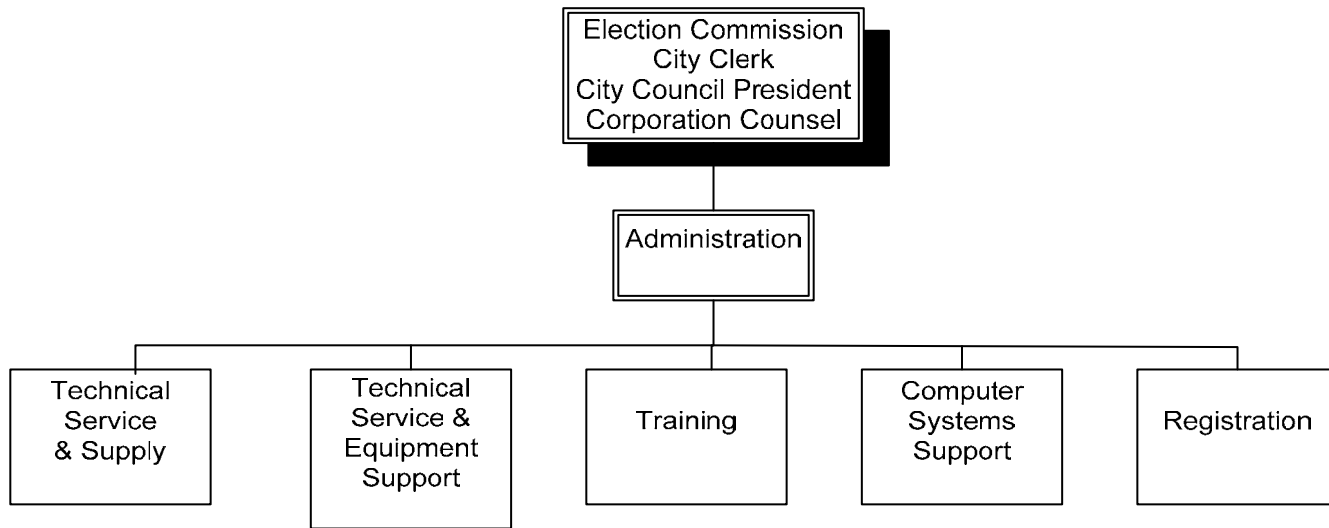 Election Commission
City Clerk
City Council President
Corporation Counsel
Administration
Technical
Service
& Supply
Technical
Service &
Equipment
Support
Training
Computer
Systems
Support
Registration